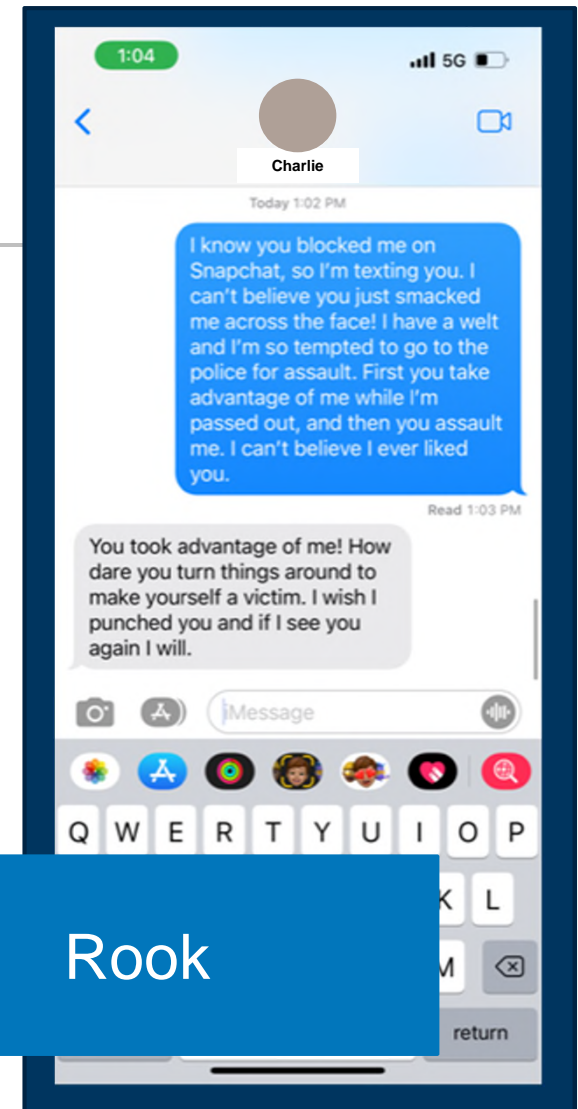 1:04
5G
Charlie
Today 1:02 PM
I know you blocked me on
Snapchat, so I'm texting you. I
can't believe you just smacked
me across the face! I have a welt
and I'm so tempted to go to the
police for assault. First you take
advantage of me while I'm
passed out, and then you assault
me. I can't believe I ever liked
you.
Read 1:03 PM
You took advantage of me! How
dare you turn things around to
make yourself a victim. I wish I
punched you and if I see you
again I will.
iMessage
Q W E R T Y U I O P
K L
M
Rook
return